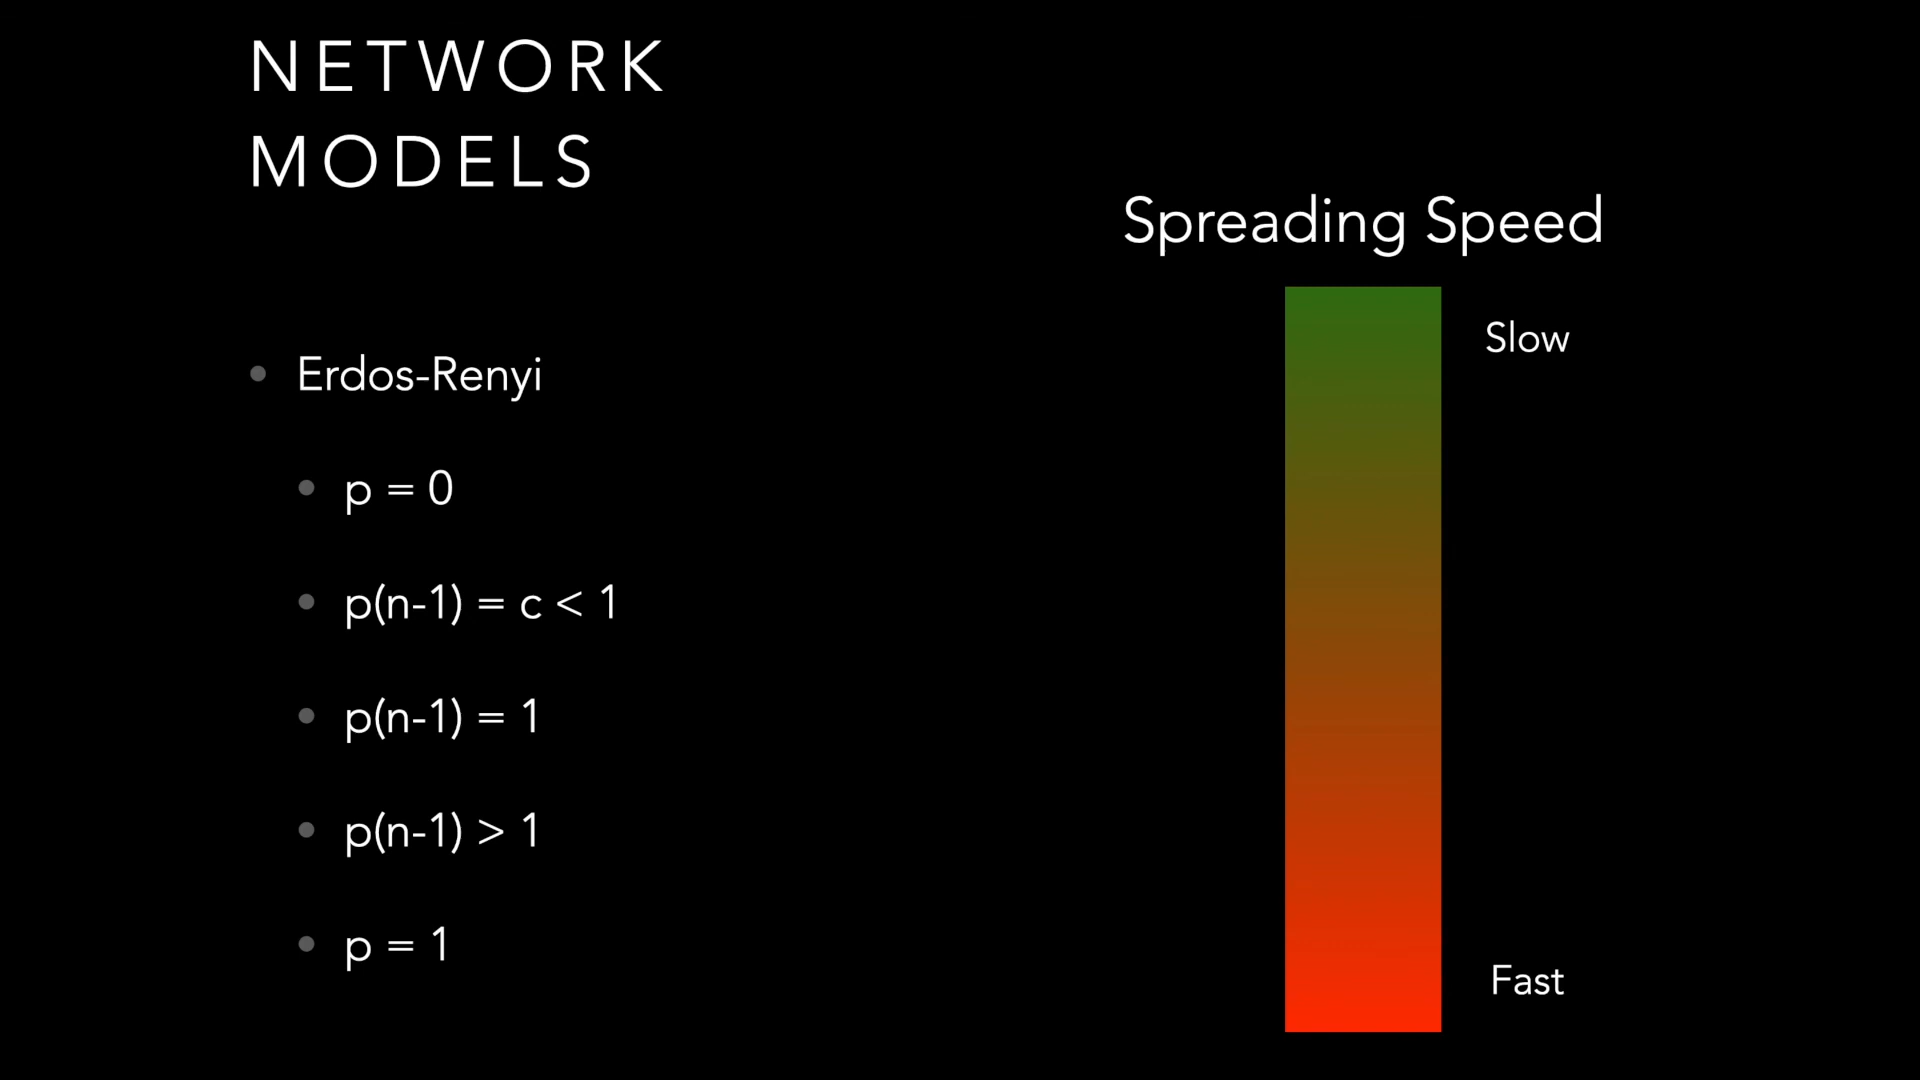 NETWORK
MODELS
Erdos-Renyi
p = 0
p(n-1) = c < 1
p(n-1) = 1
p(n-1) > 1
p = 1
Spreading Speed
Slow
Fast